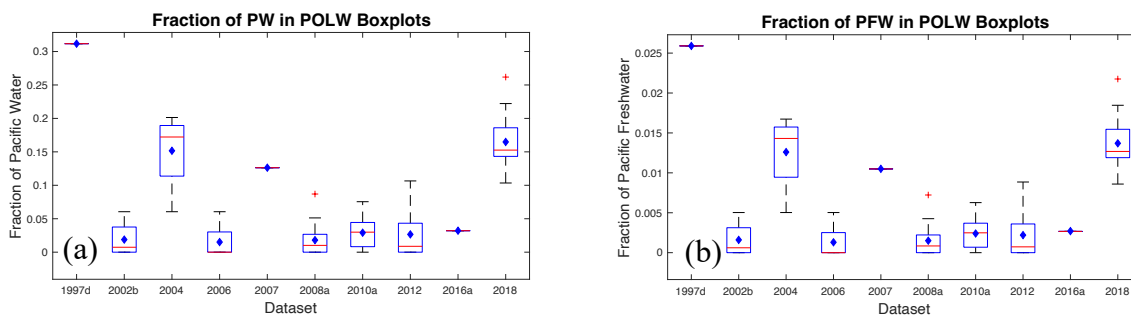 Fraction of PW in POLW Boxplots
Fraction of Pacific Water
0.3
0.25
0.2
0.15
0.1
0.05
0
(a)
1997d 2002b 2004 2006 2007 2008a 2010a 2012 2016a 2018
Dataset
Fraction of PFW in POLW Boxplots
Fraction of Pacific Freshwater
0.025
0.02
0.015
0.01
0.005
0
(b)
1997d 2002b 2004 2006 2007 2008a 2010a 2012 2016a 2018
Dataset